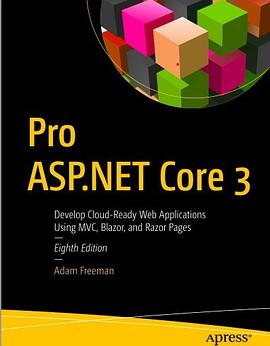 Pro
ASP.NET Core 3
Develop Cloud-Ready Web Applications
Using MVC, Blazor, and Razor Pages
—
Eighth Edition
—
Adam Freeman
Apress®